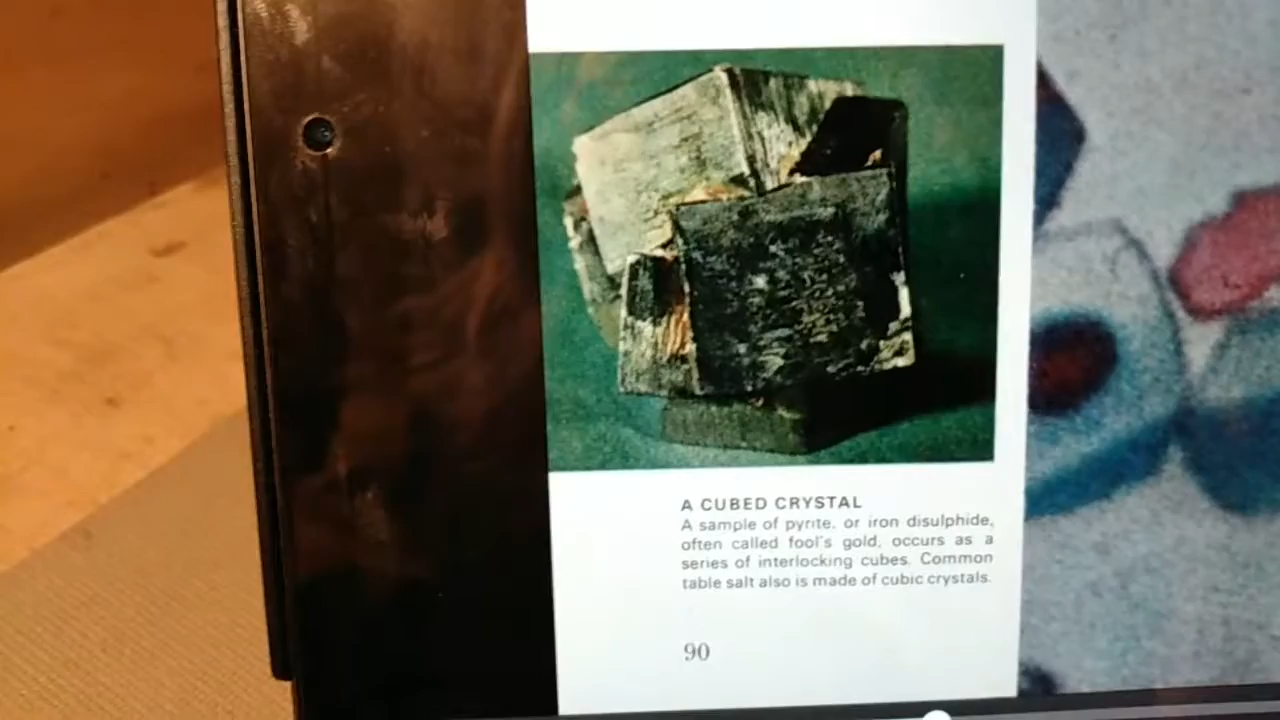 A CUBED CRYSTAL
A sample of pyrite, or iron disulphide,
often called fool's gold, occurs as a
series of interlocking cubes. Common
table salt also is made of cubic crystals.
90